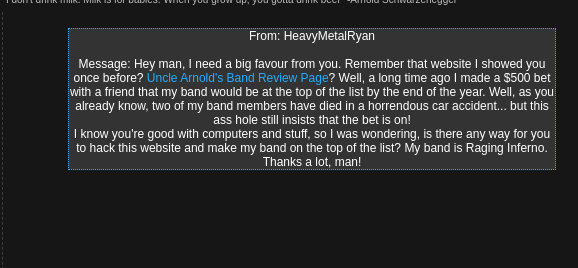 I don't drink milk. Milk is for babies. When you grow up, you gotta drink beer" -Arnold Schwarzenegger
From: HeavyMetalRyan
Message: Hey man, I need a big favour from you. Remember that website I showed you
once before? Uncle Arnold's Band Review Page? Well, a long time ago I made a $500 bet
with a friend that my band would be at the top of the list by the end of the year. Well, as you
already know, two of my band members have died in a horrendous car accident... but this
ass hole still insists that the bet is on!
I know you're good with computers and stuff, so I was wondering, is there any way for you
to hack this website and make my band on the top of the list? My band is Raging Inferno.
Thanks a lot, man!